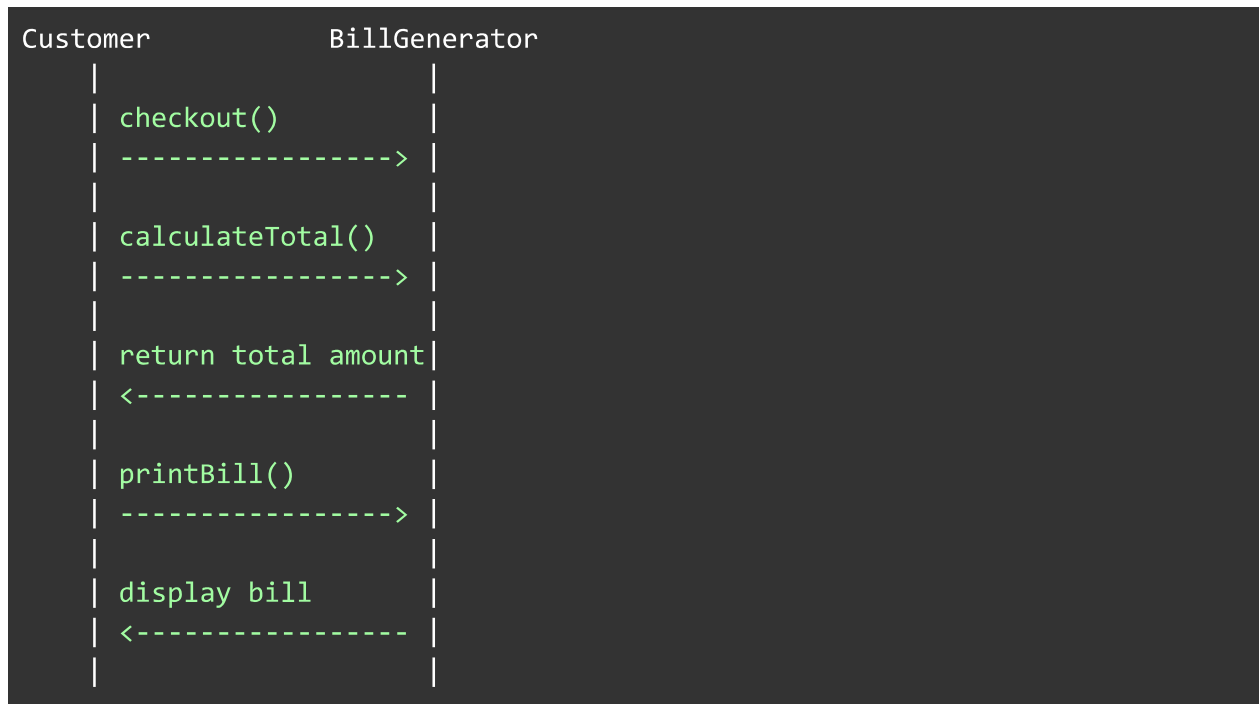 Customer BillGenerator
| |
| checkout() |
| -----------------> |
| |
| calculateTotal() |
| -----------------> |
| |
| return total amount|
| <----------------- |
| |
| printBill() |
| -----------------> |
| |
| display bill |
| <----------------- |
| |